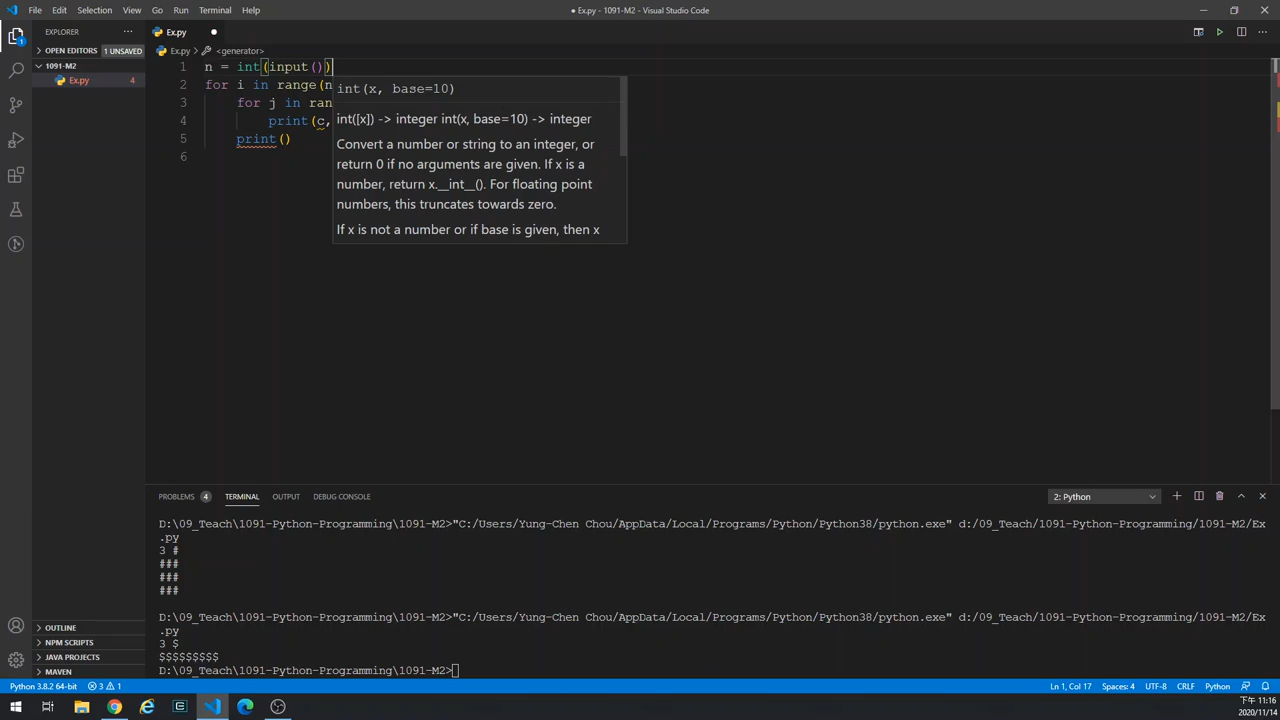 File Edit Selection View Go Run Terminal Help
● Ex.py - 1091-M2 - Visual Studio Code
EXPLORER
Ex.py
OPEN EDITORS 1 UNSAVED
Ex.py > <generator>
1091-M2
Ex.py 4
1 n = int(input())
2 for i in range(n
3 for j in ran
4 print(c,
5 print()
6
int(x, base=10)
int([x]) -> integer int(x, base=10) -> integer
Convert a number or string to an integer, or
return 0 if no arguments are given. If x is a
number, return x.__int__(). For floating point
numbers, this truncates towards zero.
If x is not a number or if base is given, then x
PROBLEMS 4 TERMINAL OUTPUT DEBUG CONSOLE
2: Python
D:\09_Teach\1091-Python-Programming\1091-M2>"C:/Users/Yung-Chen Chou/AppData/Local/Programs/Python/Python38/python.exe" d:/09_Teach/1091-Python-Programming/1091-M2/Ex
.py
3 #
###
###
###
D:\09_Teach\1091-Python-Programming\1091-M2>"C:/Users/Yung-Chen Chou/AppData/Local/Programs/Python/Python38/python.exe" d:/09_Teach/1091-Python-Programming/1091-M2/Ex
.py
3 $
$$$$$$$$$
D:\09_Teach\1091-Python-Programming\1091-M2>
OUTLINE
NPM SCRIPTS
JAVA PROJECTS
MAVEN
Python 3.8.2 64-bit 3 1
Ln 1, Col 17 Spaces: 4 UTF-8 CRLF Python
下午 11:16
2020/11/14